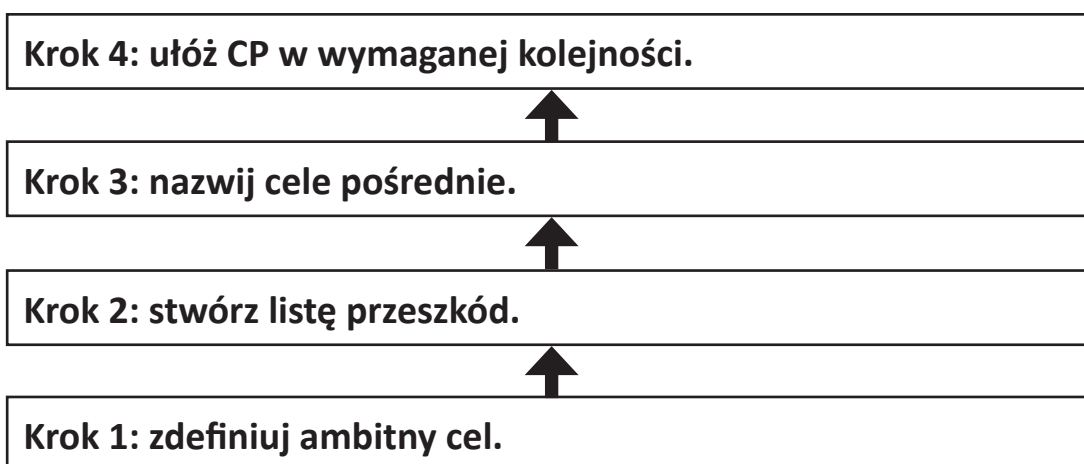 Krok 4: ułóż CP w wymaganej kolejności.
Krok 3: nazwij cele pośrednie.
Krok 2: stwórz listę przeszkód.
Krok 1: zdefiniuj ambitny cel.